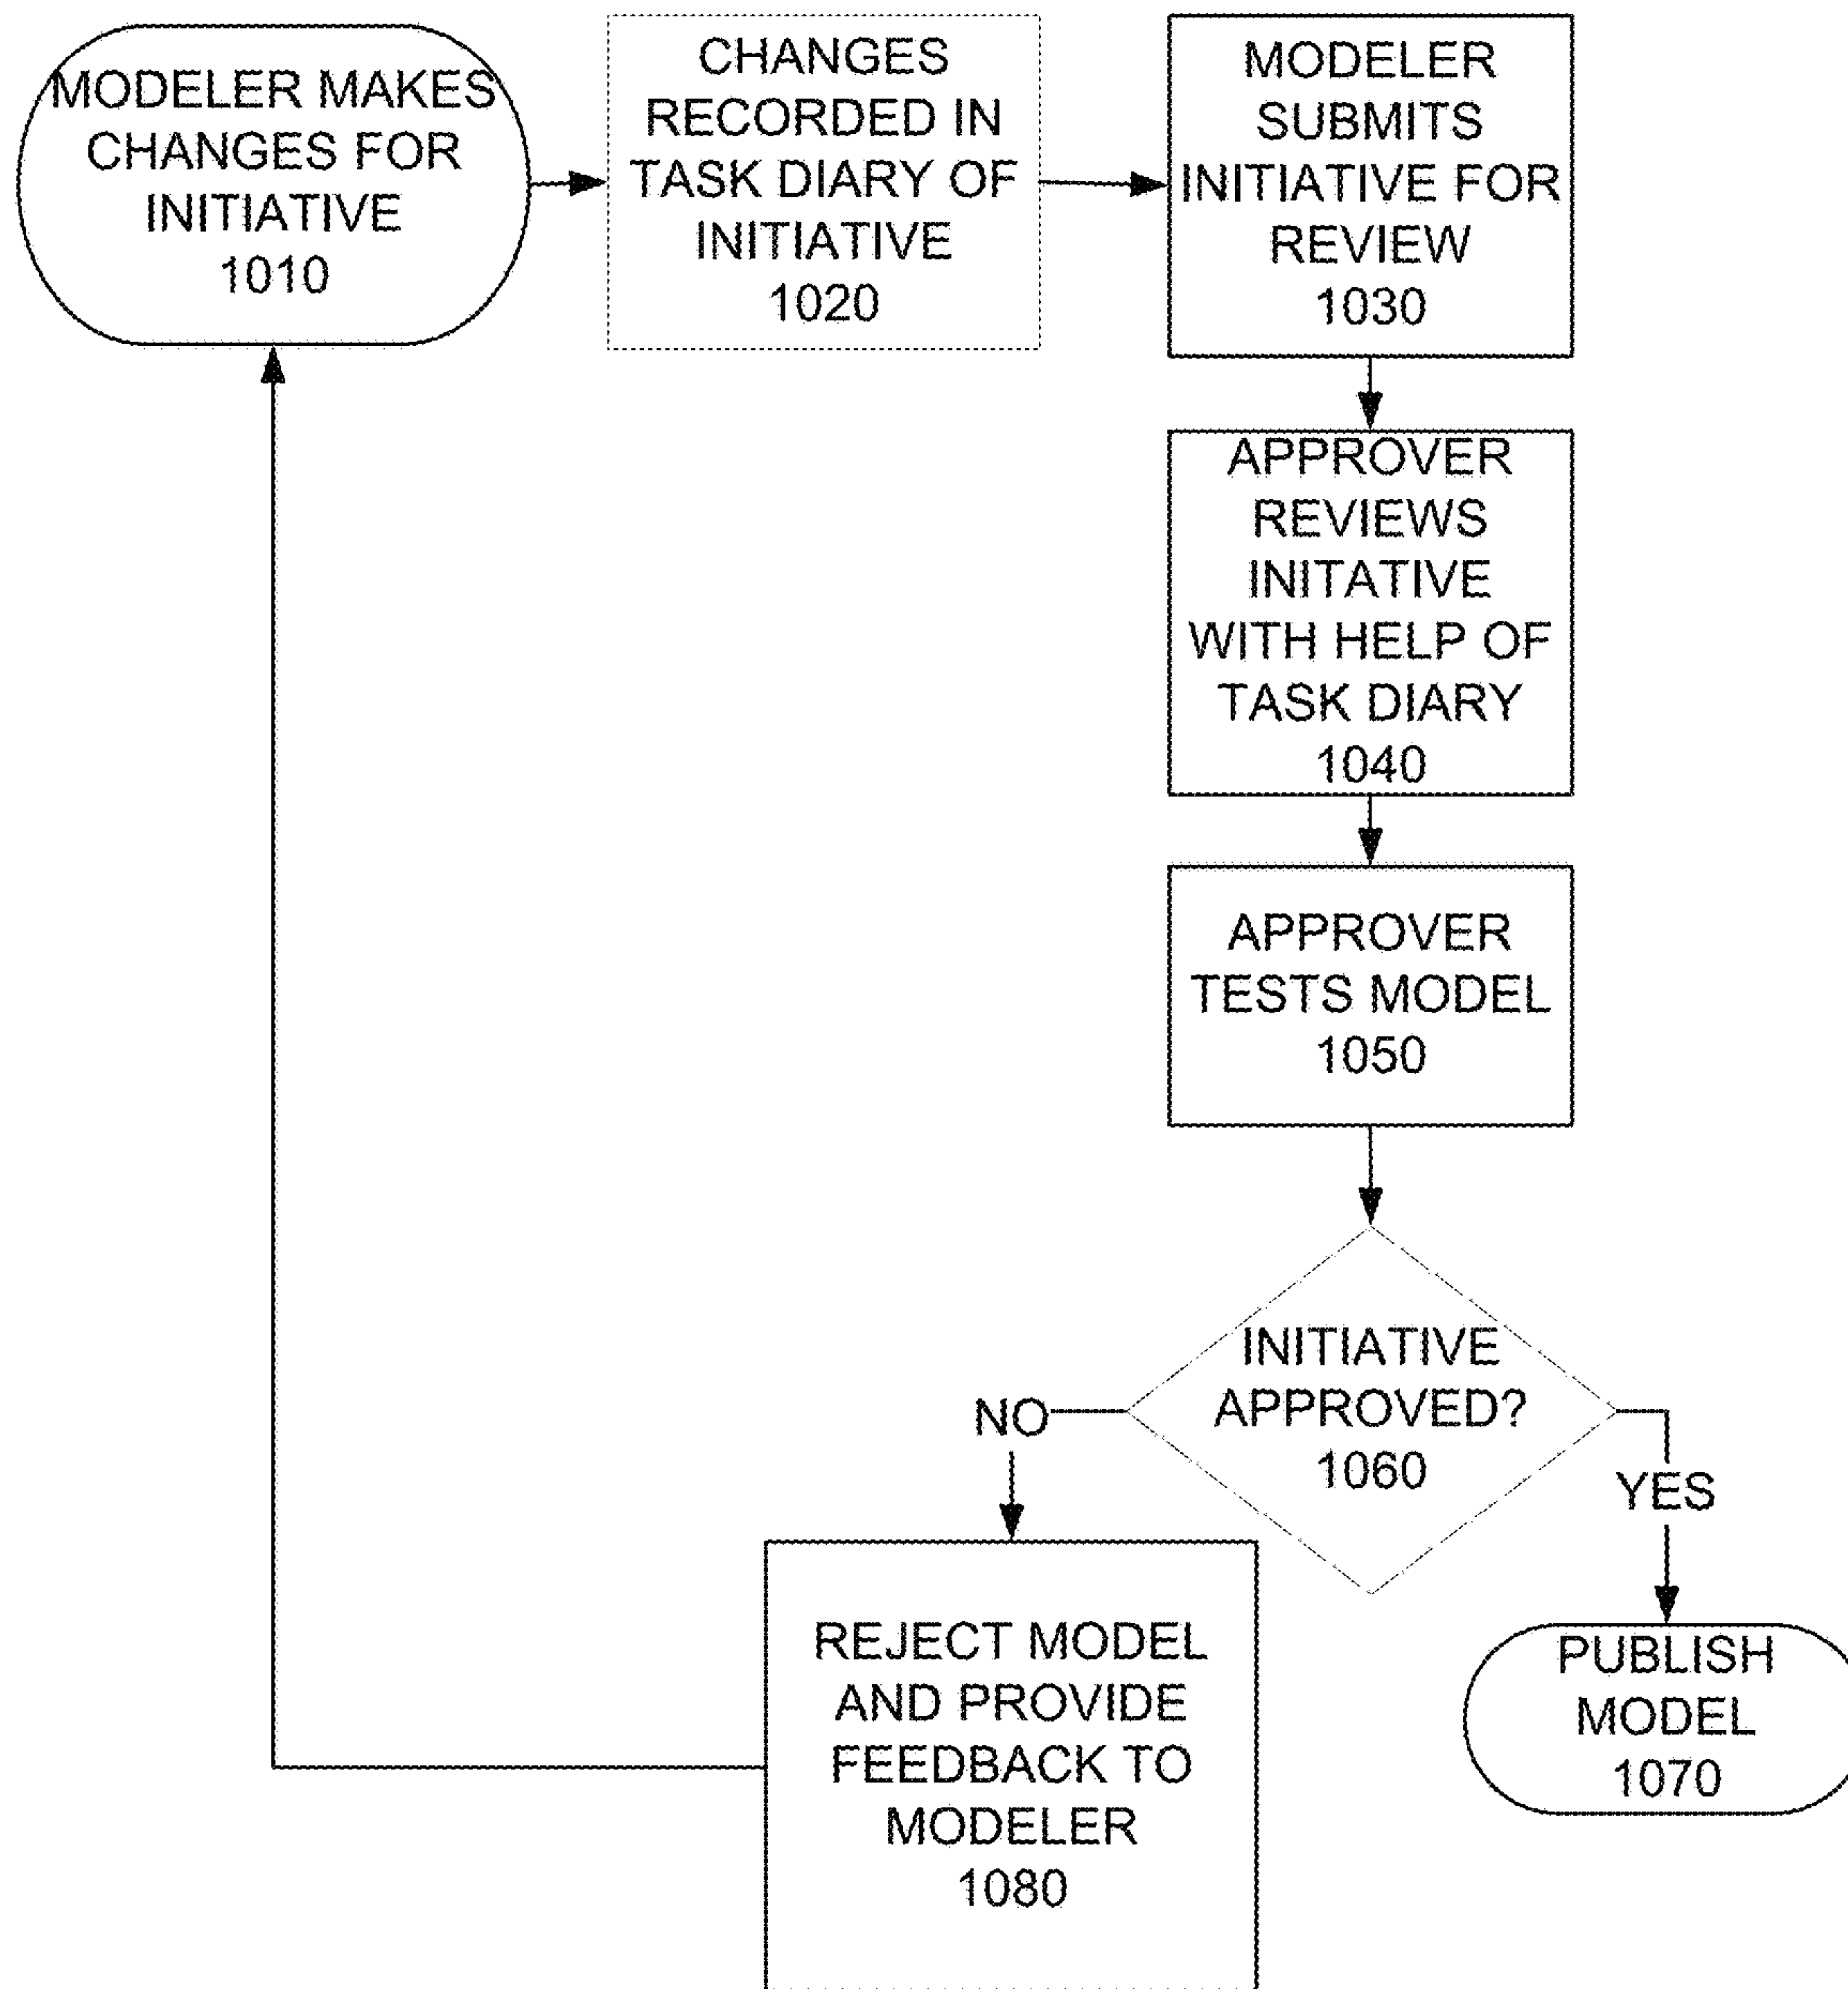 MODELER MAKES
CHANGES FOR
INITIATIVE
1010
CHANGES
RECORDED IN
TASK DIARY OF
INITIATIVE
1020
MODELER
SUBMITS
INITIATIVE FOR
REVIEW
1030
APPROVER
REVIEWS
INITATIVE
WITH HELP OF
TASK DIARY
1040
APPROVER
TESTS MODEL
1050
INITIATIVE
APPROVED?
1060
NO
YES
REJECT MODEL
AND PROVIDE
FEEDBACK TO
MODELER
1080
PUBLISH
MODEL
1070